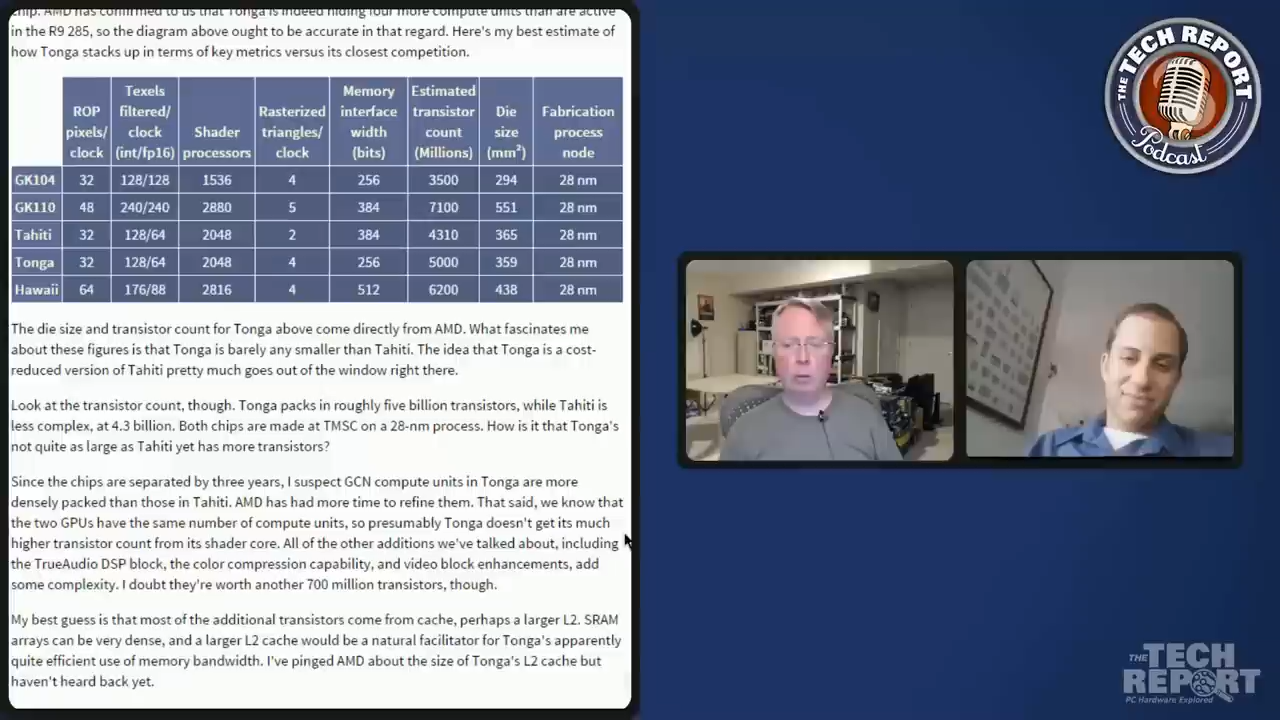 chip. AMD has confirmed to us that Tonga is indeed hiding four more compute units than are active
in the R9 285, so the diagram above ought to be accurate in that regard. Here's my best estimate of
how Tonga stacks up in terms of key metrics versus its closest competition.
ROP pixels/ clock | Texels filtered/ clock (int/fp16) | Shader processors | Rasterized triangles/ clock | Memory interface width (bits) | Estimated transistor count (Millions) | Die size (mm²) | Fabrication process node
GK104 | 32 | 128/128 | 1536 | 4 | 256 | 3500 | 294 | 28 nm
GK110 | 48 | 240/240 | 2880 | 5 | 384 | 7100 | 551 | 28 nm
Tahiti | 32 | 128/64 | 2048 | 2 | 384 | 4310 | 365 | 28 nm
Tonga | 32 | 128/64 | 2048 | 4 | 256 | 5000 | 359 | 28 nm
Hawaii | 64 | 176/88 | 2816 | 4 | 512 | 6200 | 438 | 28 nm
The die size and transistor count for Tonga above come directly from AMD. What fascinates me
about these figures is that Tonga is barely any smaller than Tahiti. The idea that Tonga is a cost-
reduced version of Tahiti pretty much goes out of the window right there.
Look at the transistor count, though. Tonga packs in roughly five billion transistors, while Tahiti is
less complex, at 4.3 billion. Both chips are made at TMSC on a 28-nm process. How is it that Tonga's
not quite as large as Tahiti yet has more transistors?
Since the chips are separated by three years, I suspect GCN compute units in Tonga are more
densely packed than those in Tahiti. AMD has had more time to refine them. That said, we know that
the two GPUs have the same number of compute units, so presumably Tonga doesn't get its much
higher transistor count from its shader core. All of the other additions we've talked about, including
the TrueAudio DSP block, the color compression capability, and video block enhancements, add
some complexity. I doubt they're worth another 700 million transistors, though.
My best guess is that most of the additional transistors come from cache, perhaps a larger L2. SRAM
arrays can be very dense, and a larger L2 cache would be a natural facilitator for Tonga's apparently
quite efficient use of memory bandwidth. I've pinged AMD about the size of Tonga's L2 cache but
haven't heard back yet.
THE TECH REPORT
Podcast
THE TECH
REPORT
PC Hardware Explored